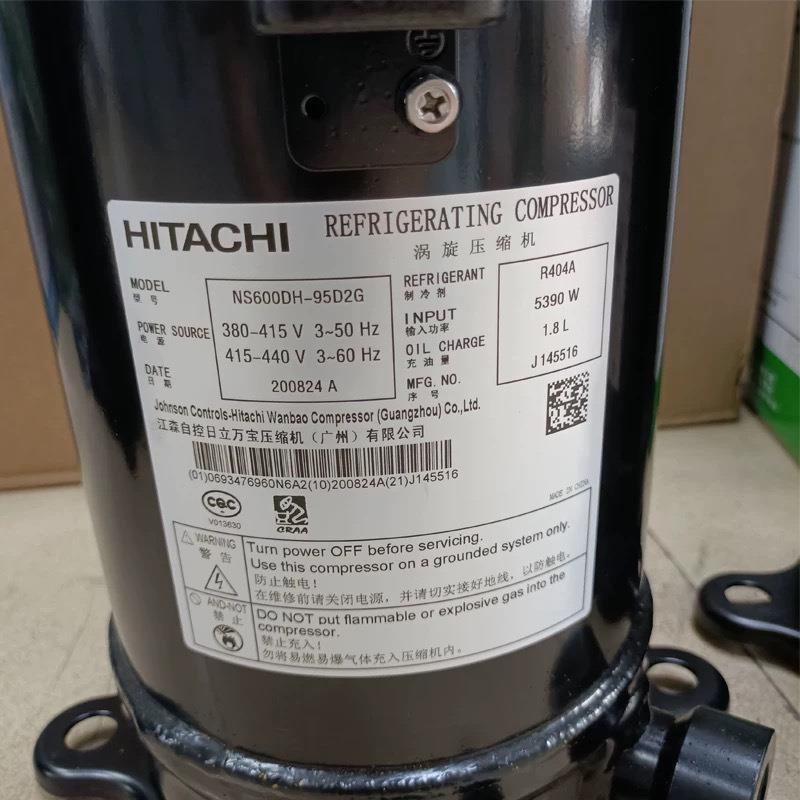 HITACHI REFRIGERATING COMPRESSOR
涡旋压缩机
MODEL NS600DH-95D2G
型号
POWER SOURCE 380-415 V 3~50 Hz
电源 415-440 V 3~60 Hz
DATE 200824 A
日期
REFRIGERANT R404A
制冷剂
INPUT 5390 W
输入功率
OIL CHARGE 1.8 L
充油量
MFG. NO. J145516
序号
Johnson Controls-Hitachi Wanbao Compressor (Guangzhou) Co.,Ltd.
江森自控日立万宝压缩机（广州）有限公司
(01)0693476960N6A2(10)200824A(21)J145516
MADE IN CHINA
CQC
V013630
CRAA
WARNING
警告
Turn power OFF before servicing.
Use this compressor on a grounded system only.
防止触电！
在维修前请关闭电源，并请切实接好地线，以防触电。
AND-NOT
禁止
DO NOT put flammable or explosive gas into the
compressor.
禁止充入！
勿将易燃易爆气体充入压缩机内。